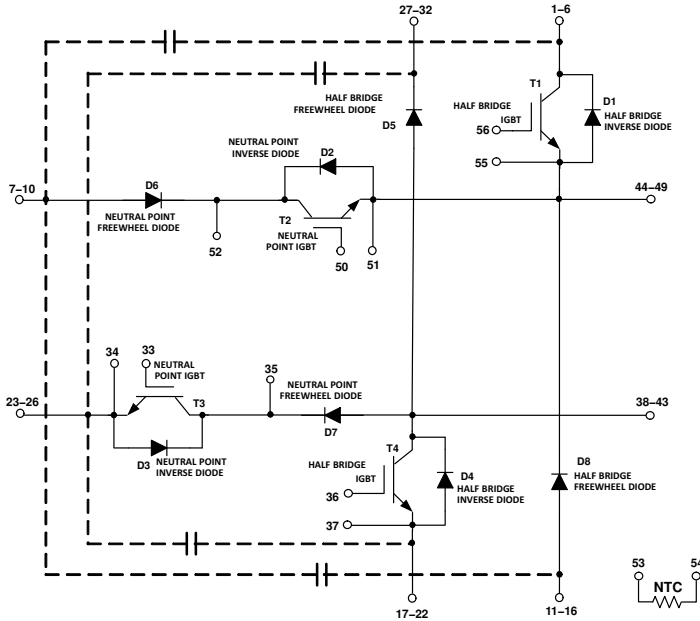 27–32
1–6
T1
D1
HALF BRIDGE
INVERSE DIODE
HALF BRIDGE
IGBT
56
55
HALF BRIDGE
FREEWHEEL DIODE
D5
NEUTRAL POINT
INVERSE DIODE
D2
7–10
D6
NEUTRAL POINT
FREEWHEEL DIODE
52
T2
NEUTRAL
POINT IGBT
50
51
44–49
34
33
NEUTRAL
POINT IGBT
35
NEUTRAL POINT
FREEWHEEL DIODE
23–26
T3
D7
38–43
D3
NEUTRAL POINT
INVERSE DIODE
T4
HALF BRIDGE
IGBT
36
37
D4
HALF BRIDGE
INVERSE DIODE
D8
HALF BRIDGE
FREEWHEEL DIODE
53
54
NTC
17–22
11–16